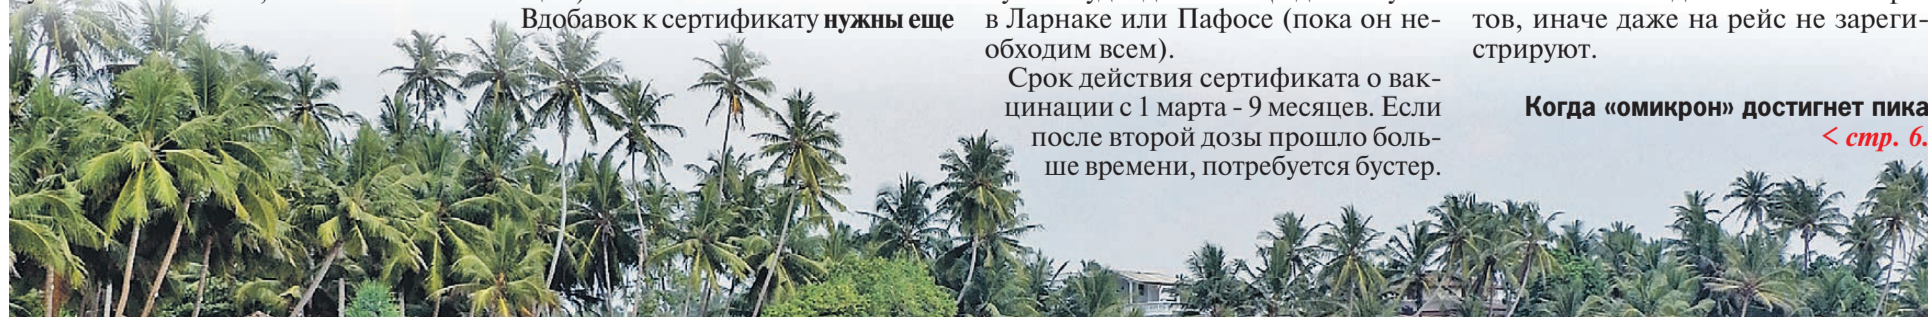 Вдобавок к сертификату нужны еще
в Ларнаке или Пафосе (пока он не-
обходим всем).
Срок действия сертификата о вак-
цинации с 1 марта - 9 месяцев. Если
после второй дозы прошло боль-
ше времени, потребуется бустер.
тов, иначе даже на рейс не зареги-
стрируют.
Когда «омикрон» достигнет пика
< стр. 6.